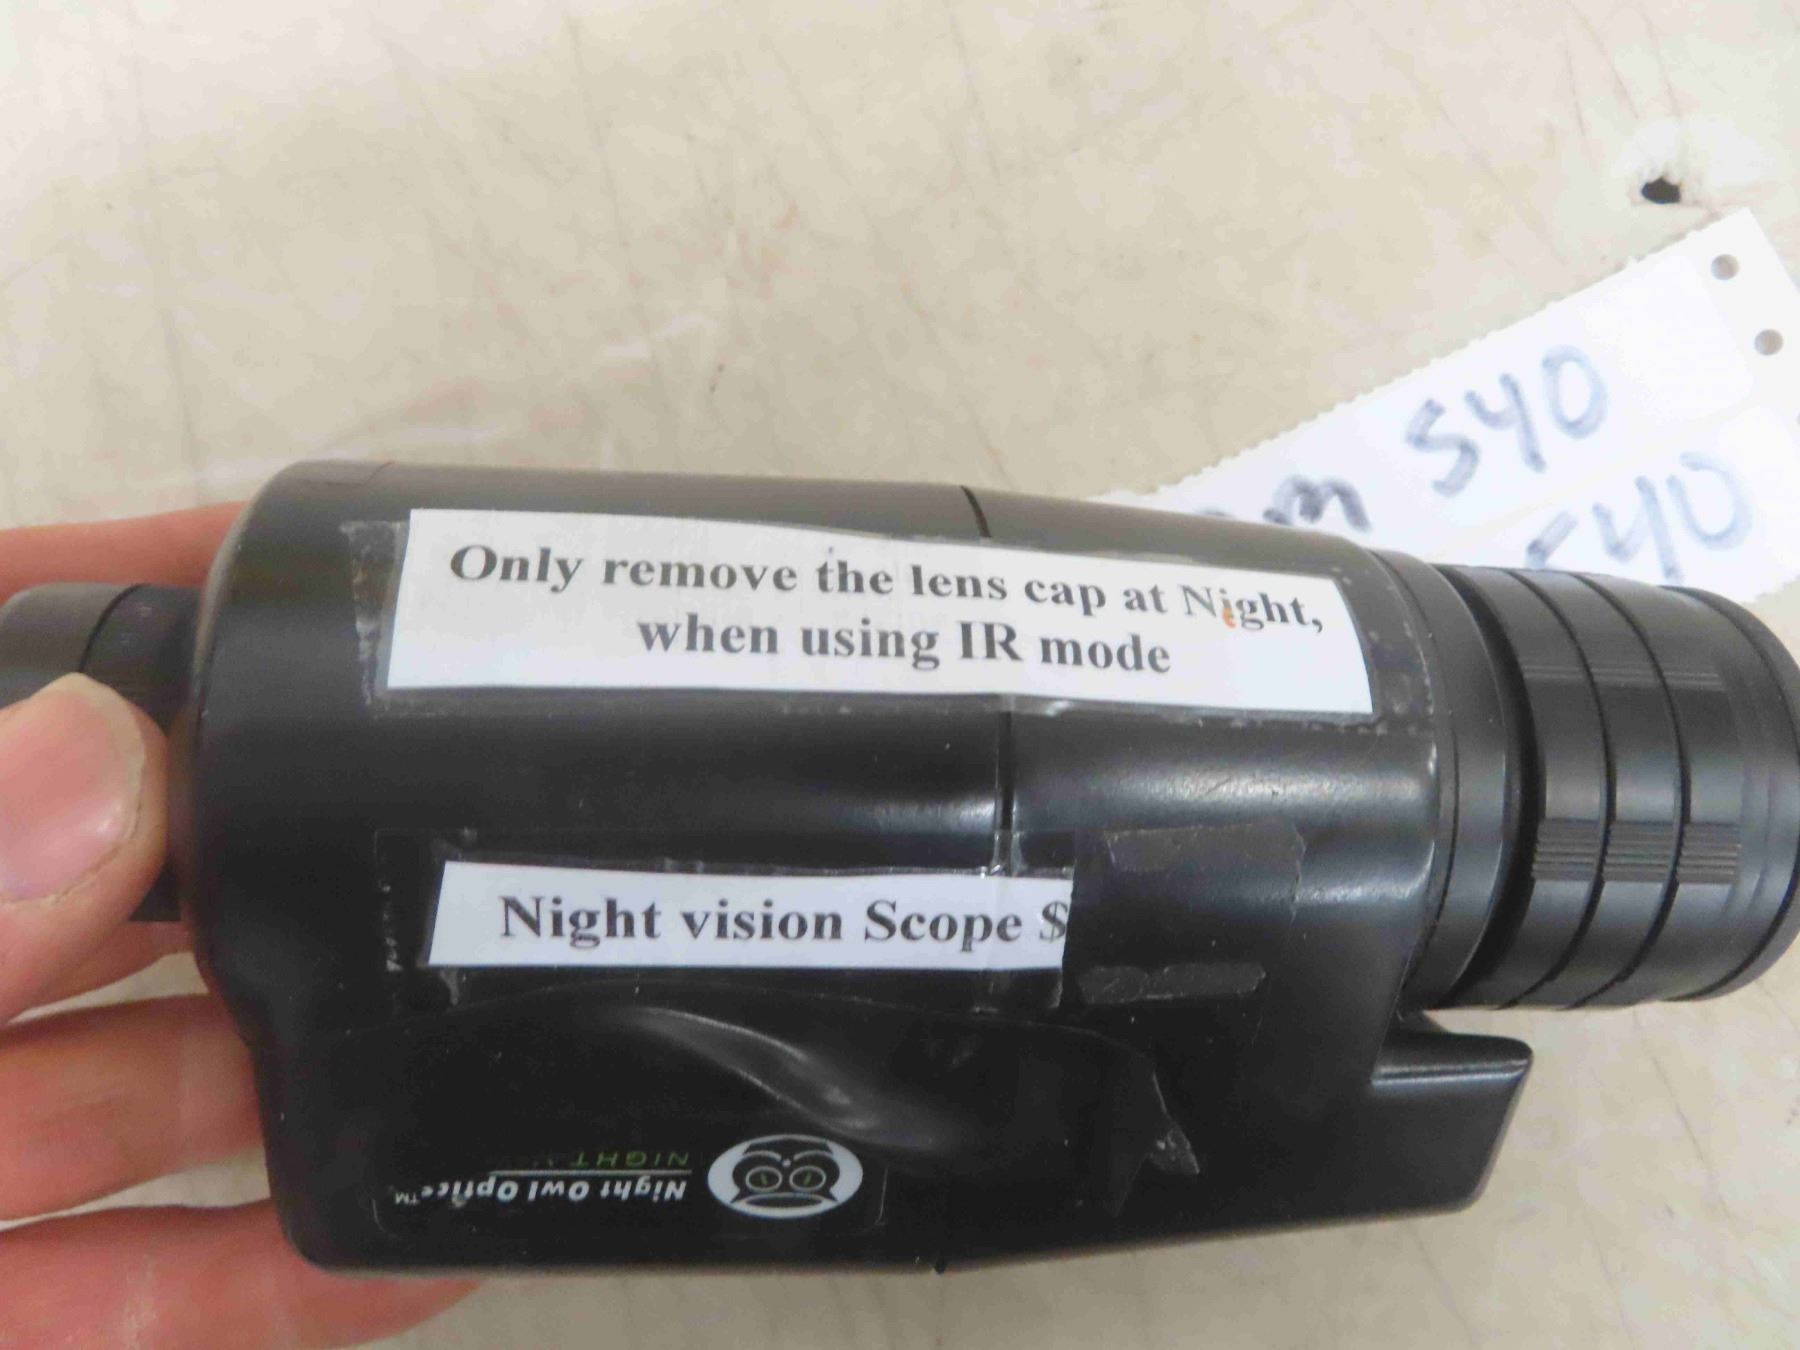 Only remove the lens cap at Night,
when using IR mode
Night vision Scope $
Night Owl Optics™
NIGHT
m 540
540